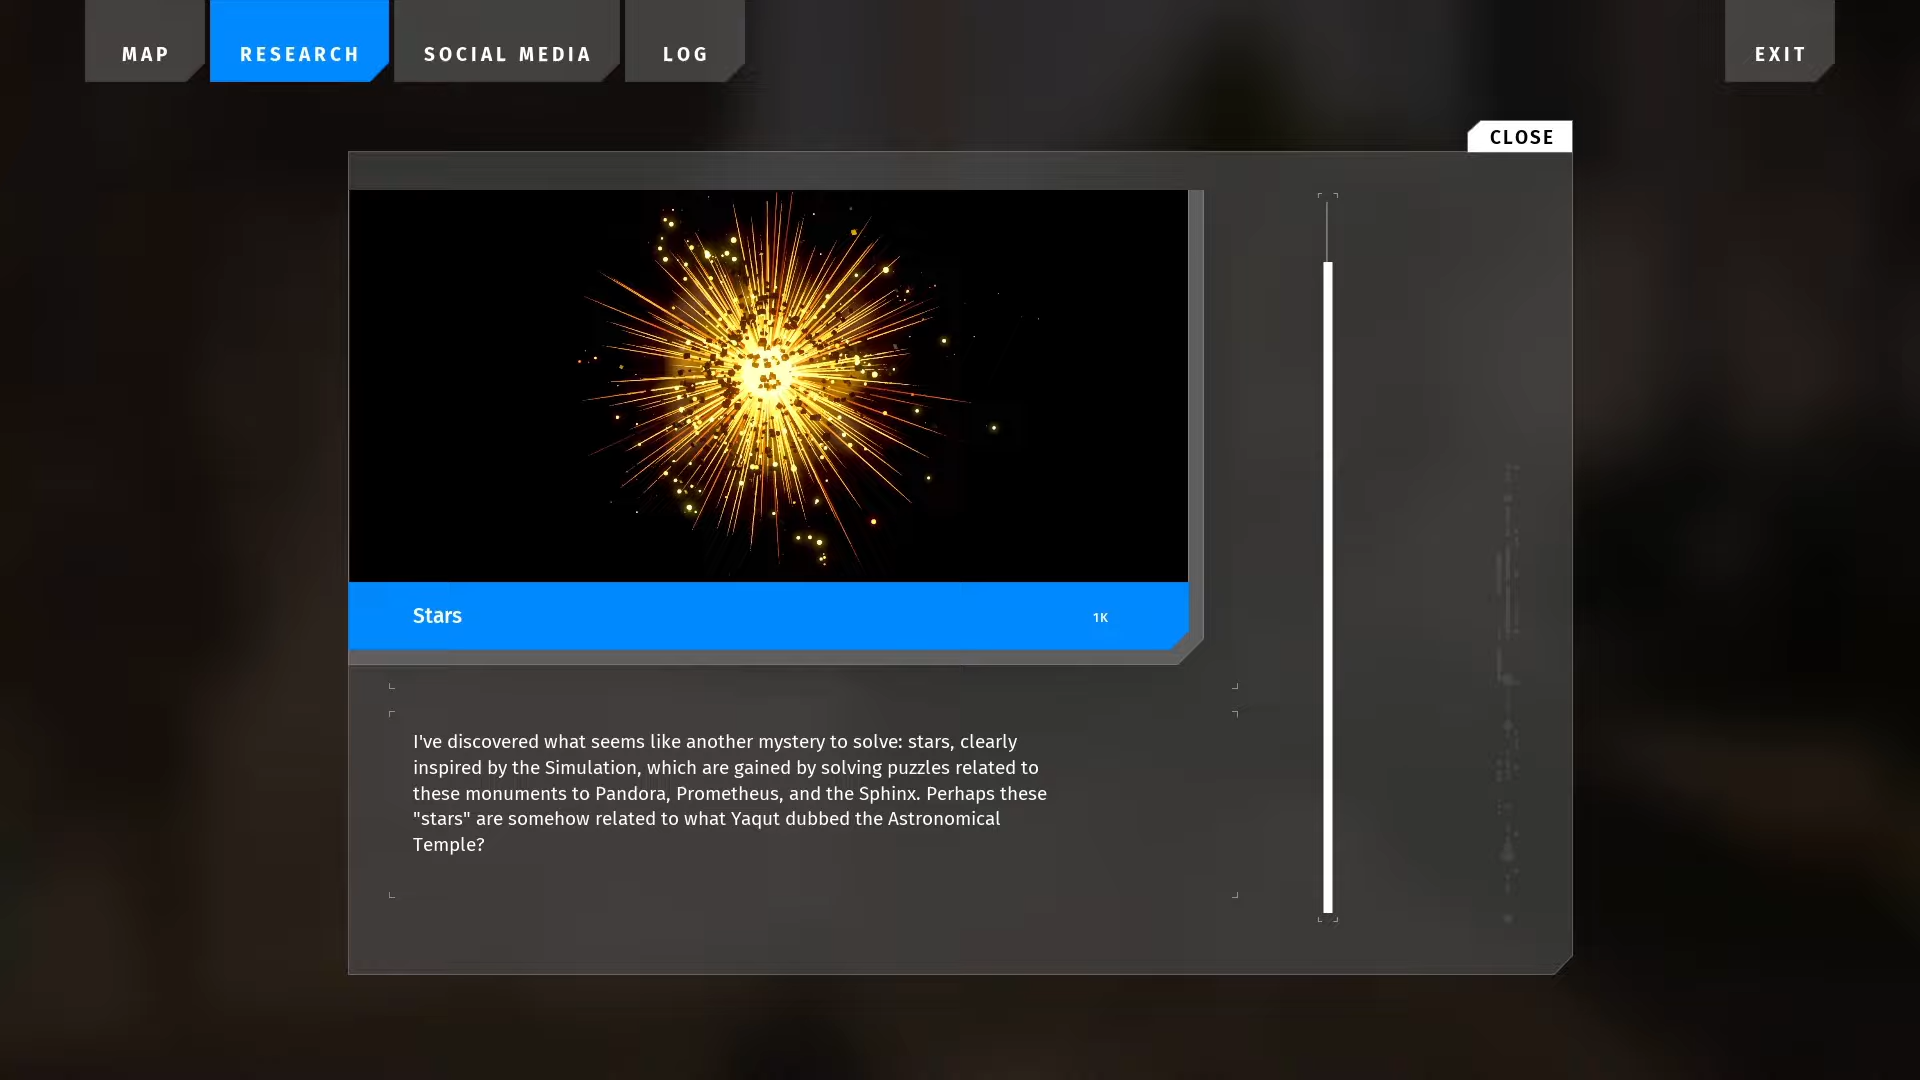 MAP
RESEARCH
SOCIAL MEDIA
LOG
EXIT
CLOSE
Stars
1K
I've discovered what seems like another mystery to solve: stars, clearly
inspired by the Simulation, which are gained by solving puzzles related to
these monuments to Pandora, Prometheus, and the Sphinx. Perhaps these
"stars" are somehow related to what Yaqut dubbed the Astronomical
Temple?